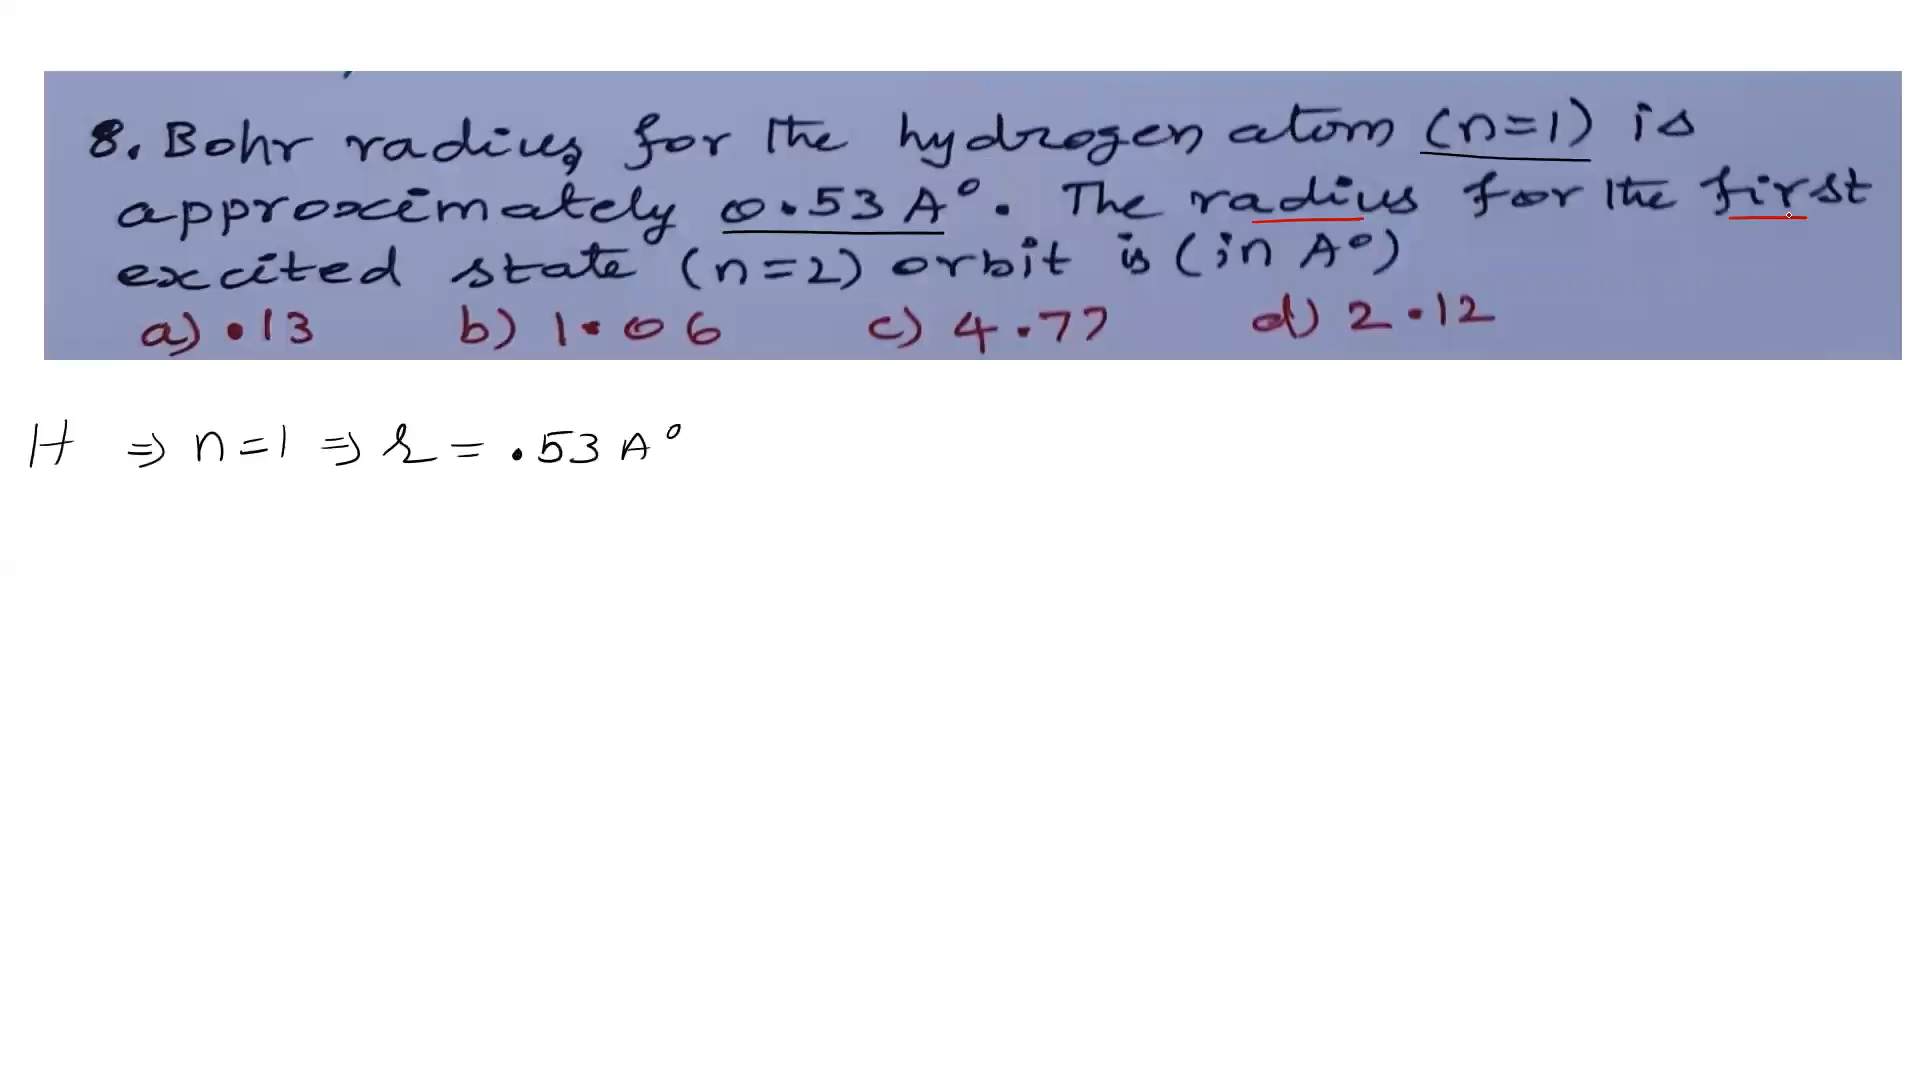 8. Bohr radius for the hydrogen atom (n=1) is
approximately 0.53 A°. The radius for the first
excited state (n=2) orbit is (in A°)
a) .13 b) 1.06 c) 4.77 d) 2.12
H ⇒ n=1 ⇒ r = .53 A°